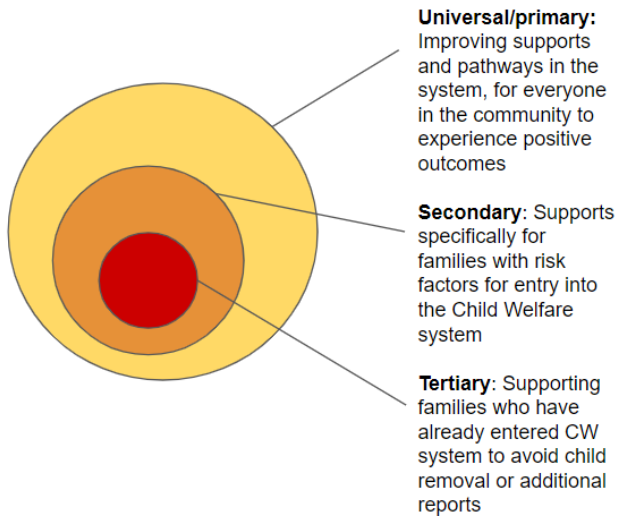 Universal/primary:
Improving supports
and pathways in the
system, for everyone
in the community to
experience positive
outcomes
Secondary: Supports
specifically for
families with risk
factors for entry into
the Child Welfare
system
Tertiary: Supporting
families who have
already entered CW
system to avoid child
removal or additional
reports